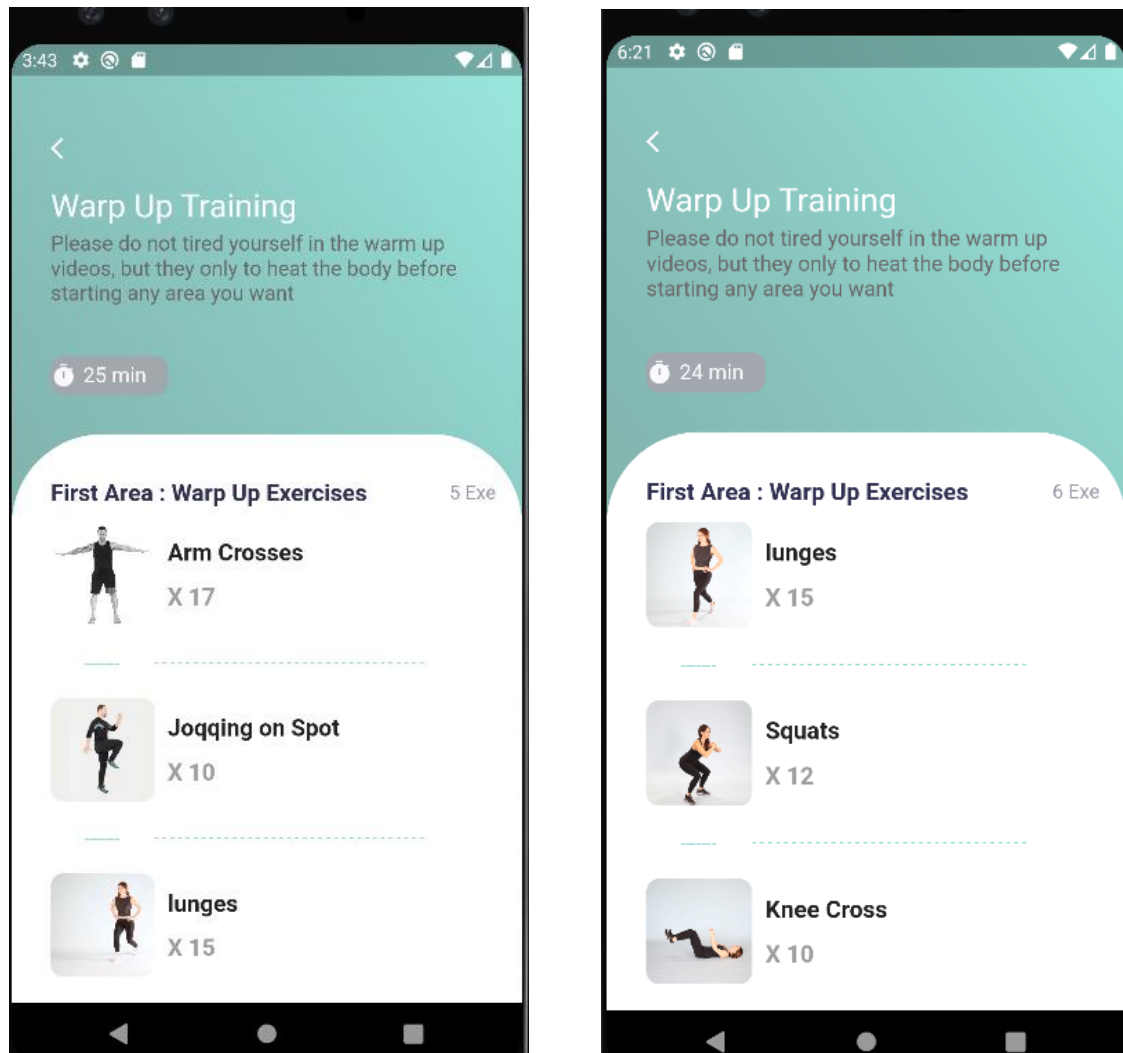 3:43
Warp Up Training
Please do not tired yourself in the warm up
videos, but they only to heat the body before
starting any area you want
25 min
First Area : Warp Up Exercises 5 Exe
Arm Crosses
X 17
Joqqing on Spot
X 10
lunges
X 15
6:21
Warp Up Training
Please do not tired yourself in the warm up
videos, but they only to heat the body before
starting any area you want
24 min
First Area : Warp Up Exercises 6 Exe
lunges
X 15
Squats
X 12
Knee Cross
X 10